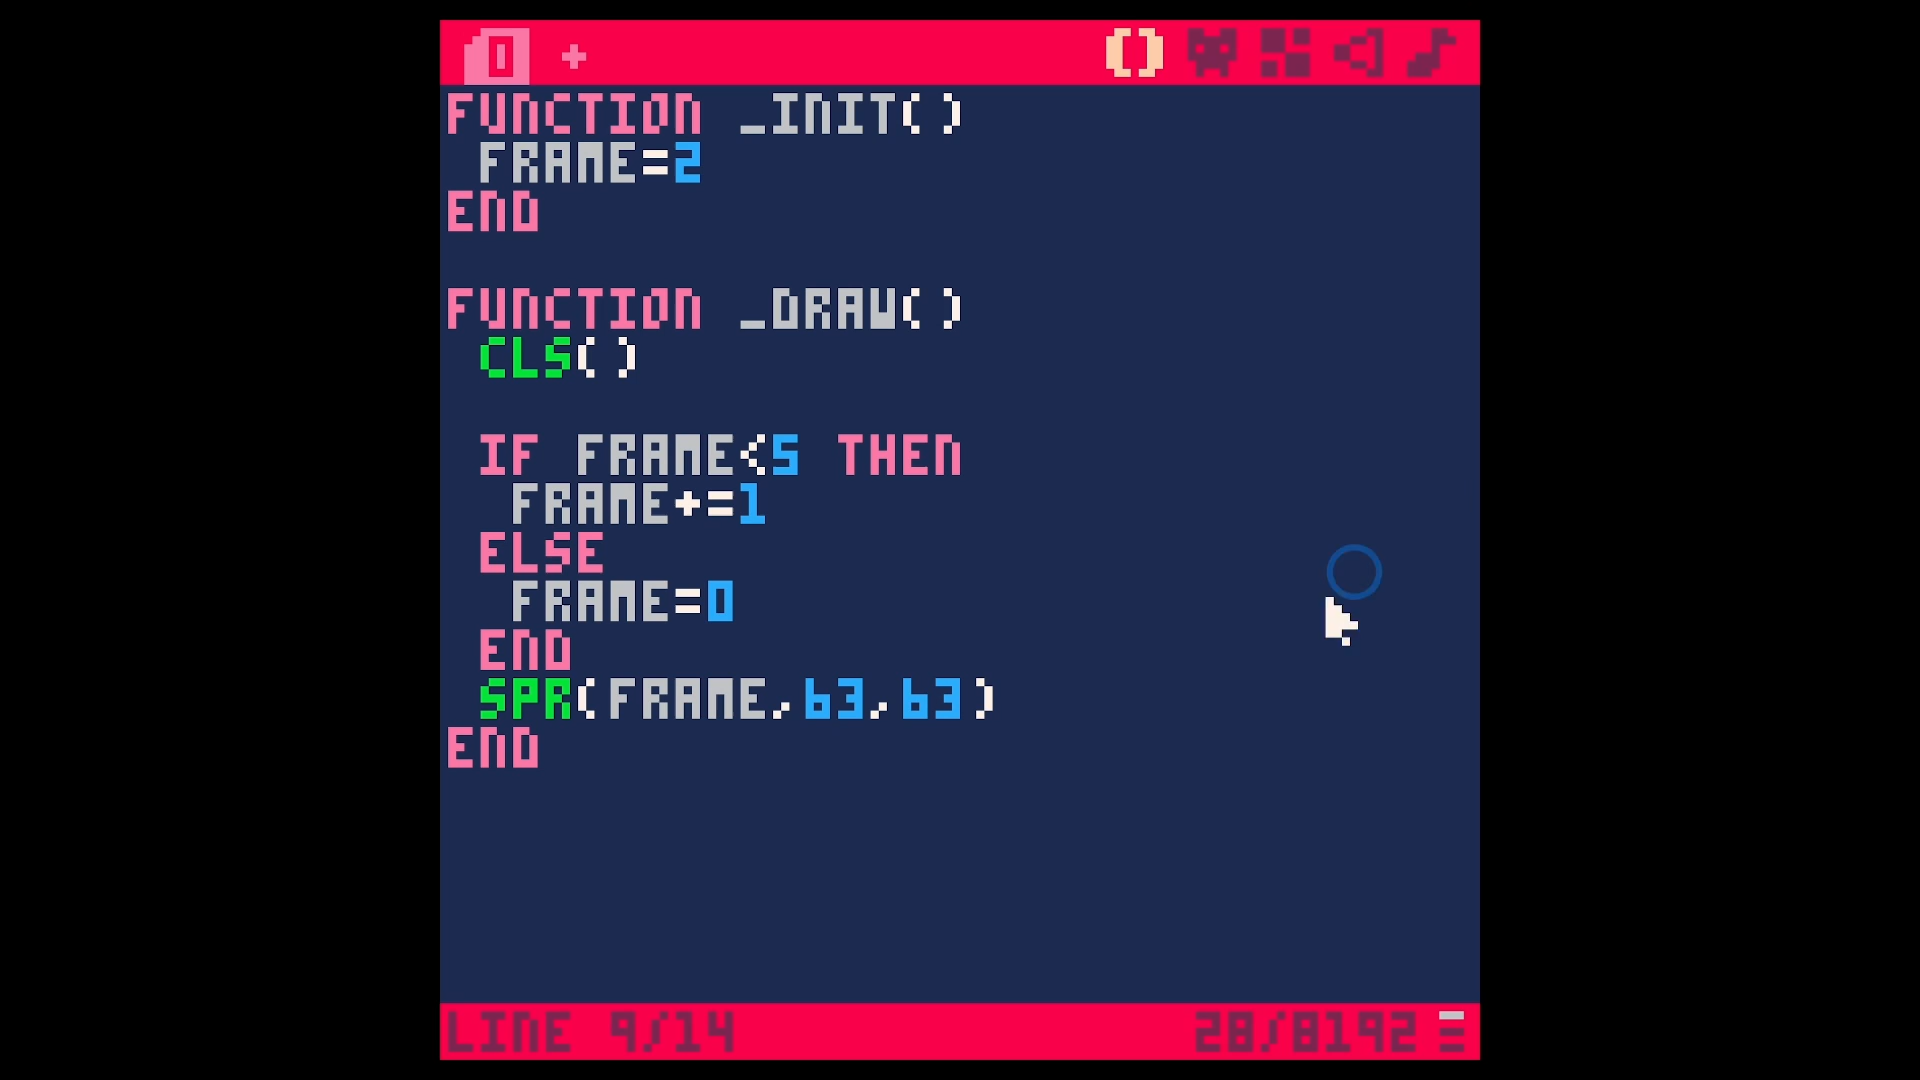 0 +
FUNCTION _INIT()
 FRAME=2
END

FUNCTION _DRAW()
 CLS()

 IF FRAME<5 THEN
  FRAME+=1
 ELSE
  FRAME=0
 END
 SPR(FRAME,63,63)
END
LINE 9/14 28/8192